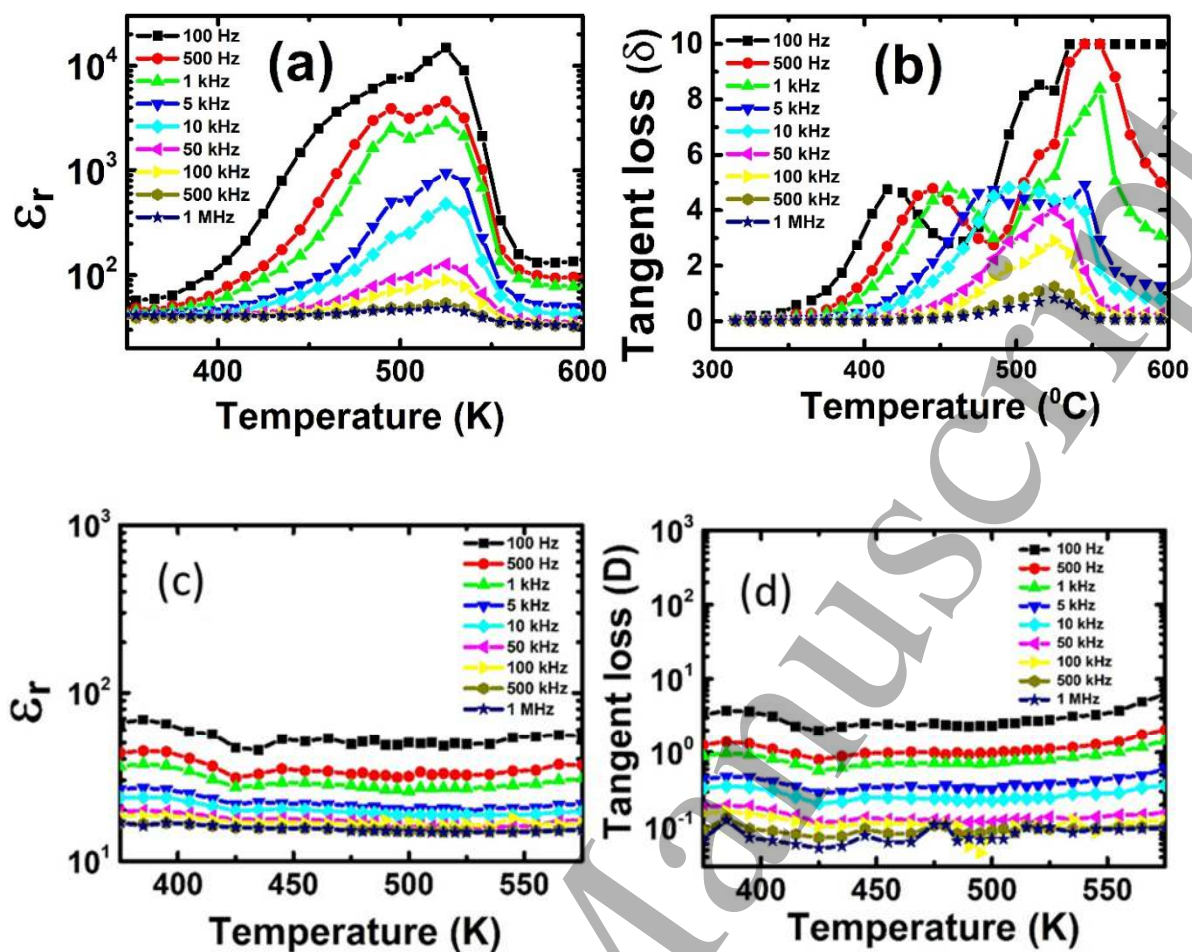 (a)
εr
10⁴
10³
10²
100 Hz
500 Hz
1 kHz
5 kHz
10 kHz
50 kHz
100 kHz
500 kHz
1 MHz
400 500 600
Temperature (K)
(b)
Tangent loss (δ)
10
8
6
4
2
0
100 Hz
500 Hz
1 kHz
5 kHz
10 kHz
50 kHz
100 kHz
500 kHz
1 MHz
300 400 500 600
Temperature (⁰C)
(c)
εr
10³
10²
10¹
100 Hz
500 Hz
1 kHz
5 kHz
10 kHz
50 kHz
100 kHz
500 kHz
1 MHz
400 450 500 550
Temperature (K)
(d)
Tangent loss (D)
10³
10²
10¹
10⁰
10⁻¹
100 Hz
500 Hz
1 kHz
5 kHz
10 kHz
50 kHz
100 kHz
500 kHz
1 MHz
400 450 500 550
Temperature (K)
Manuscript